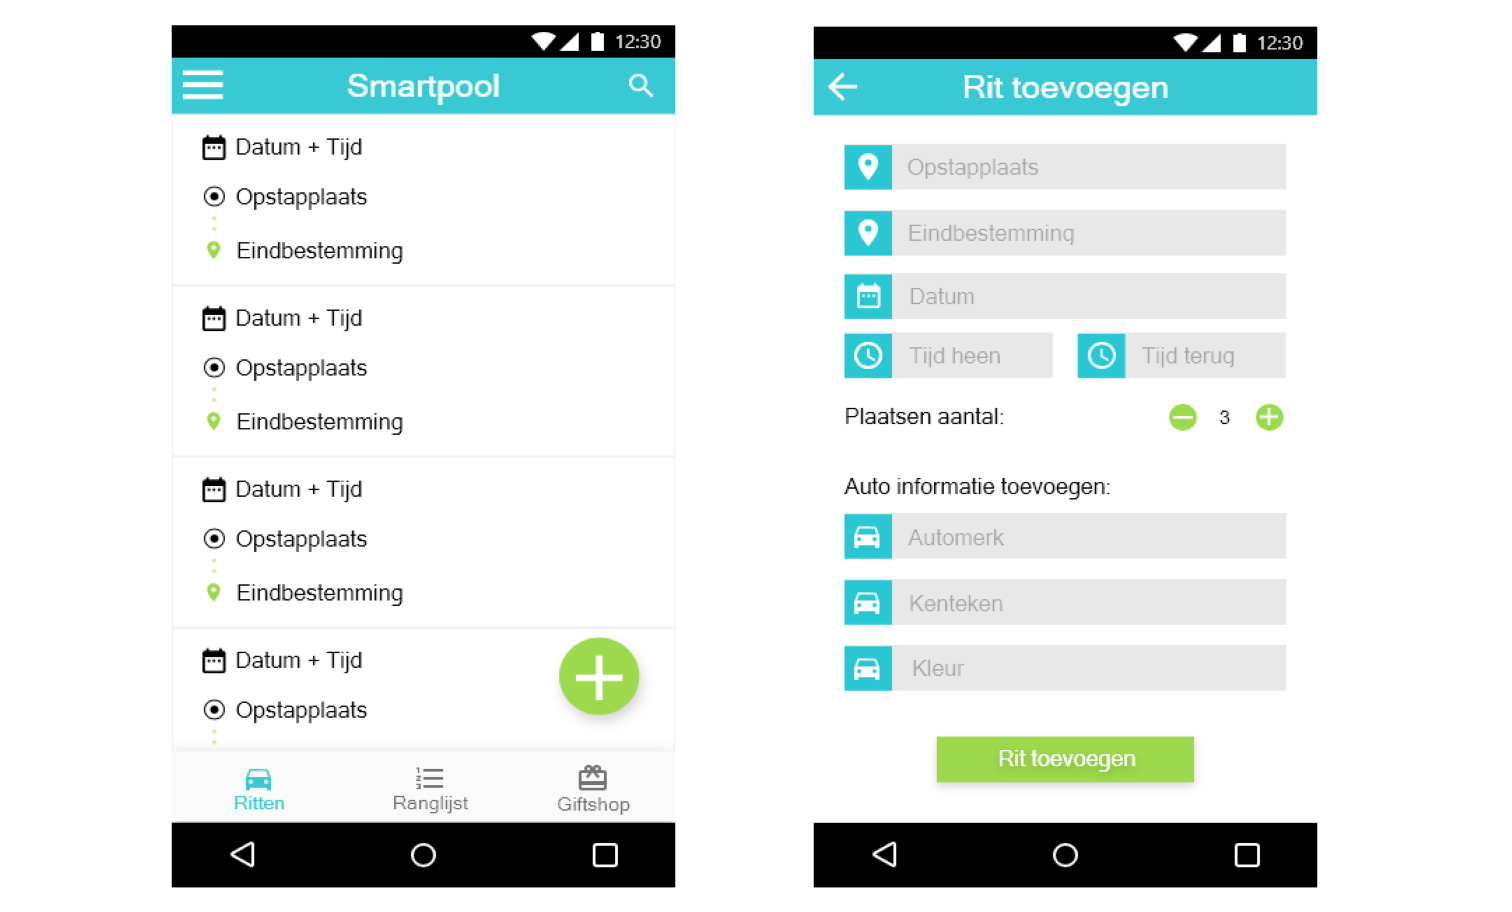 12:30
Smartpool
Datum + Tijd
Opstapplaats
Eindbestemming
Datum + Tijd
Opstapplaats
Eindbestemming
Datum + Tijd
Opstapplaats
Eindbestemming
Datum + Tijd
Opstapplaats
Ritten Ranglijst Giftshop
12:30
Rit toevoegen
Opstapplaats
Eindbestemming
Datum
Tijd heen Tijd terug
Plaatsen aantal: 3
Auto informatie toevoegen:
Automerk
Kenteken
Kleur
Rit toevoegen